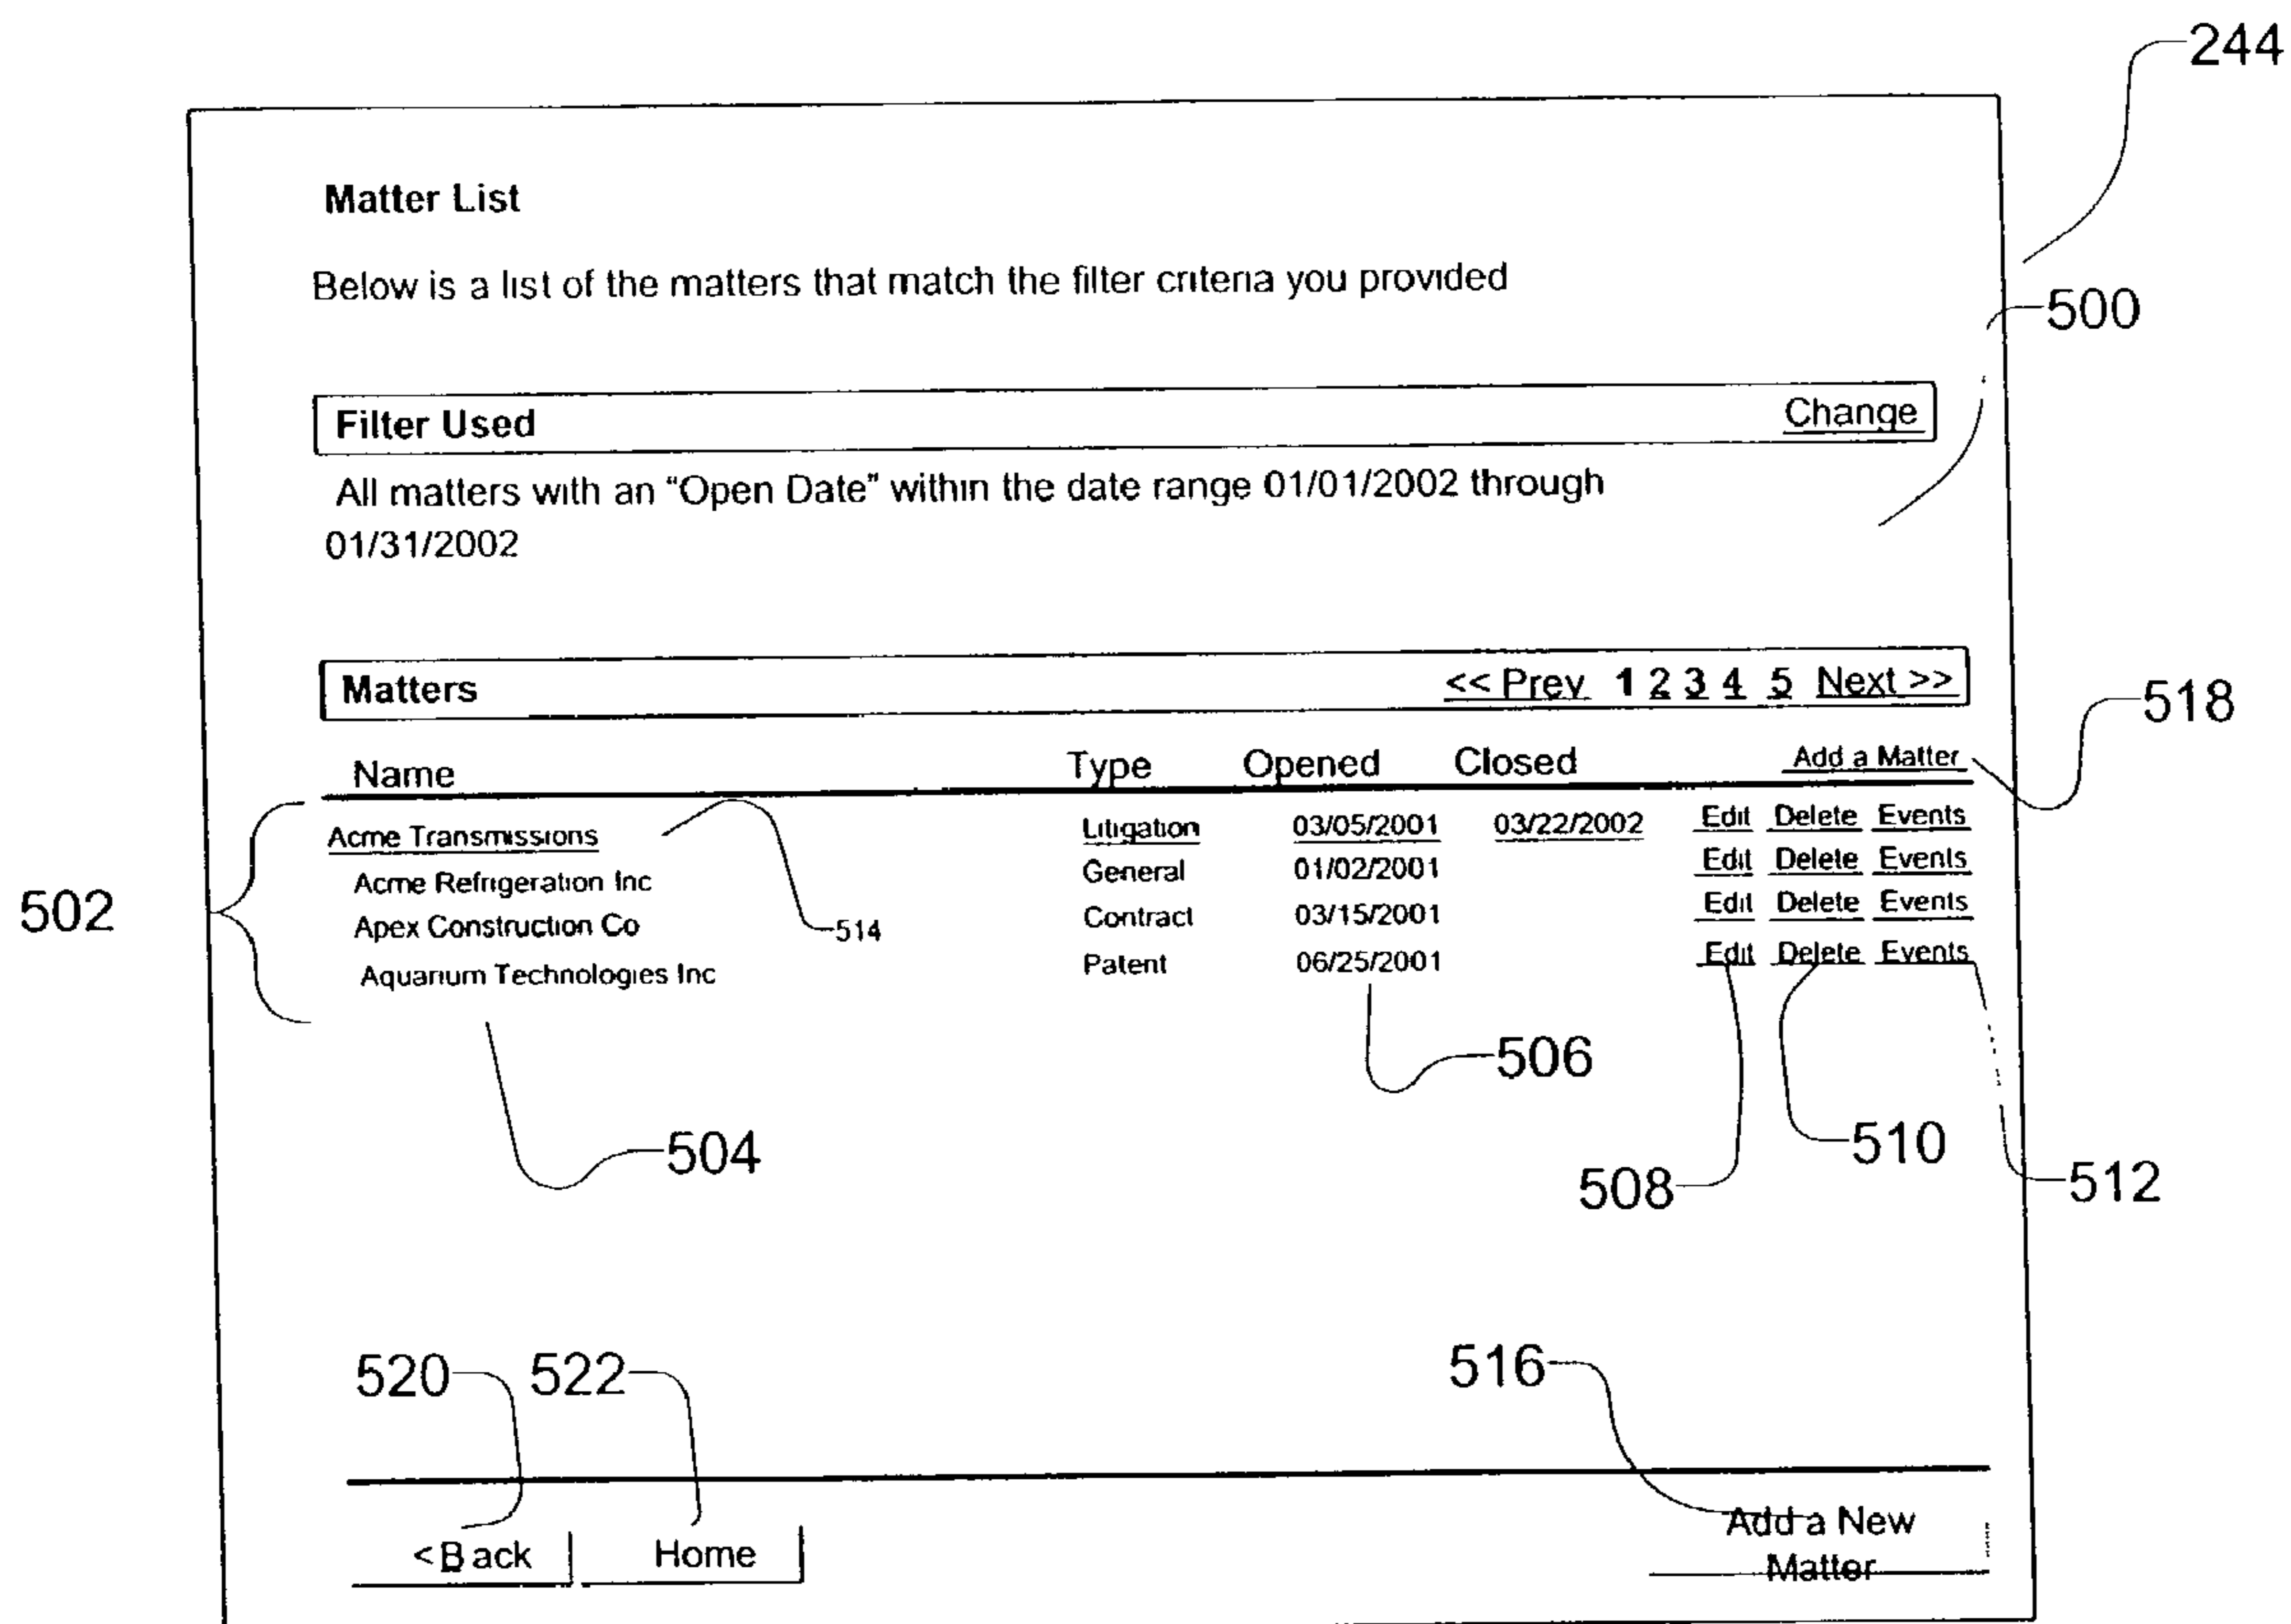 244
Matter List
Below is a list of the matters that match the filter criteria you provided
500
Filter Used Change
All matters with an “Open Date” within the date range 01/01/2002 through
01/31/2002
Matters << Prev 1 2 3 4 5 Next >>
518
Name Type Opened Closed Add a Matter
Acme Transmissions Litigation 03/05/2001 03/22/2002 Edit Delete Events
Acme Refrigeration Inc General 01/02/2001 Edit Delete Events
502
Apex Construction Co 514 Contract 03/15/2001 Edit Delete Events
Aquarium Technologies Inc Patent 06/25/2001 Edit Delete Events
506
504 510
508 512
520 522 516
<Back Home Add a New
Matter